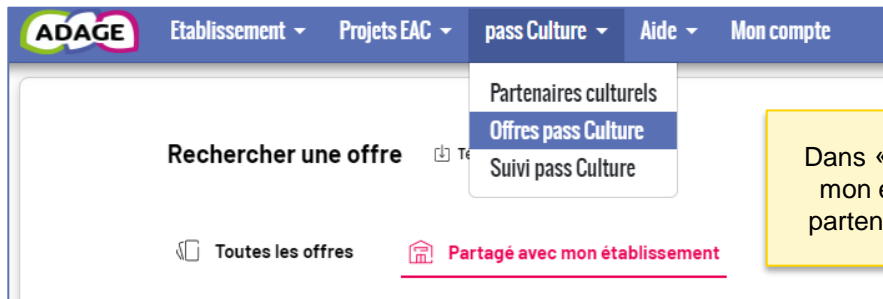 ADAGE
Etablissement Projets EAC pass Culture Aide Mon compte
Partenaires culturels
Offres pass Culture
Suivi pass Culture
Rechercher une offre
Toutes les offres Partagé avec mon établissement
Dans «
mon
parten